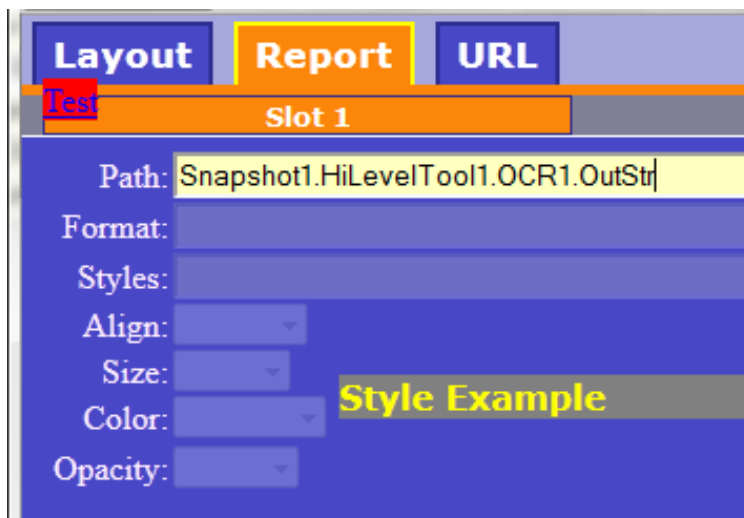 Layout Report URL
Test
Slot 1
Path: Snapshot1.HiLevelTool1.OCR1.OutStr
Format:
Styles:
Align:
Size:
Style Example
Color:
Opacity: